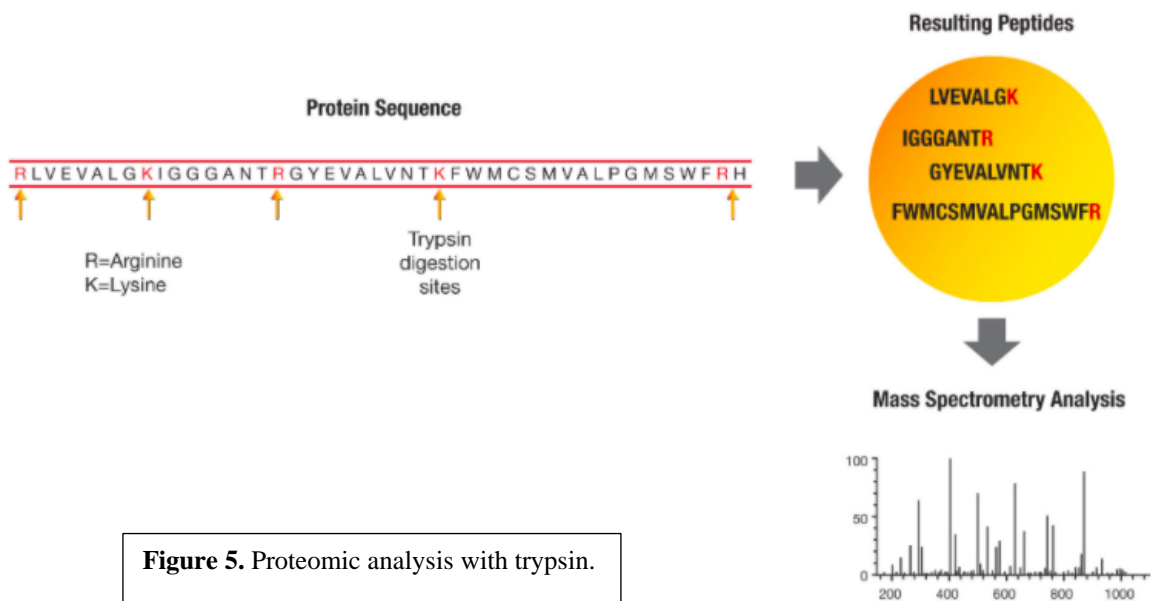 Resulting Peptides
LVEVALGK
IGGGANTR
GYEVALVNTK
FWMCSMVALPGMSWFR
Protein Sequence
RLVEVALGKIGGGANTRGYEVALVNTKFWMCSMVALPGMSWFRH
R=Arginine
K=Lysine
Trypsin
digestion
sites
Mass Spectrometry Analysis
100
50
0
200 400 600 800 1000
Figure 5. Proteomic analysis with trypsin.